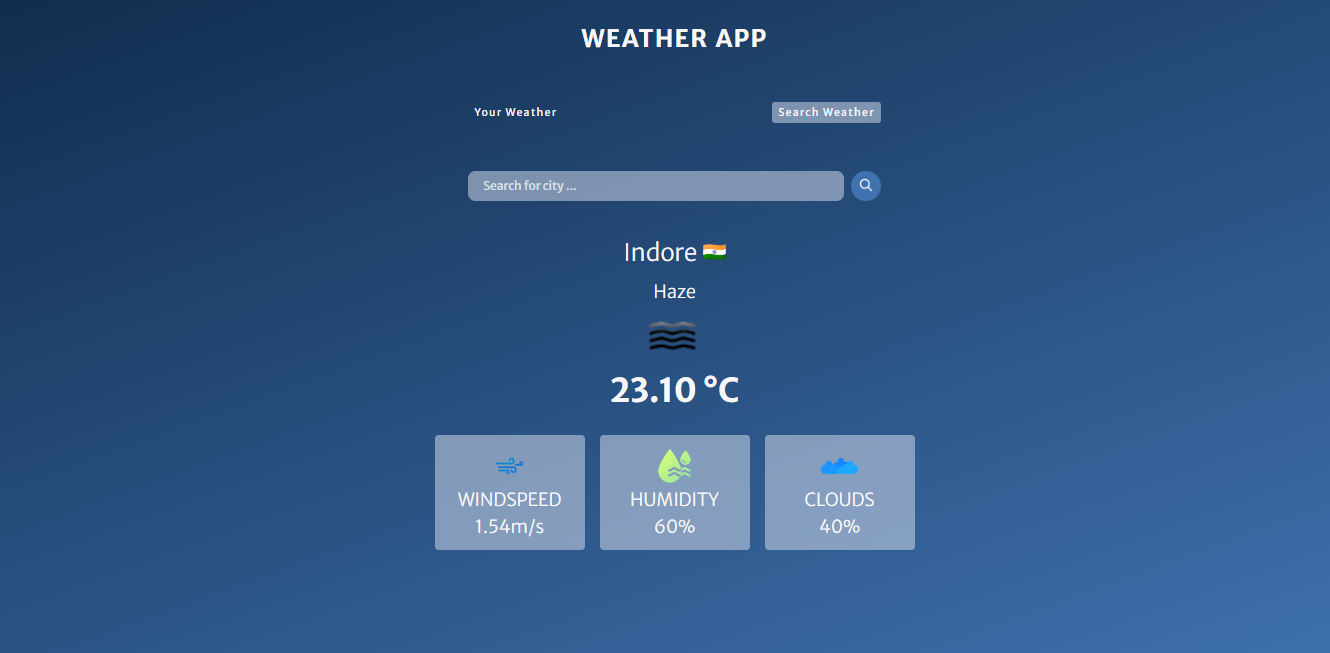 WEATHER APP
Your Weather Search Weather
Search for city ...
Indore
Haze
23.10 °C
WINDSPEED HUMIDITY CLOUDS
1.54m/s 60% 40%